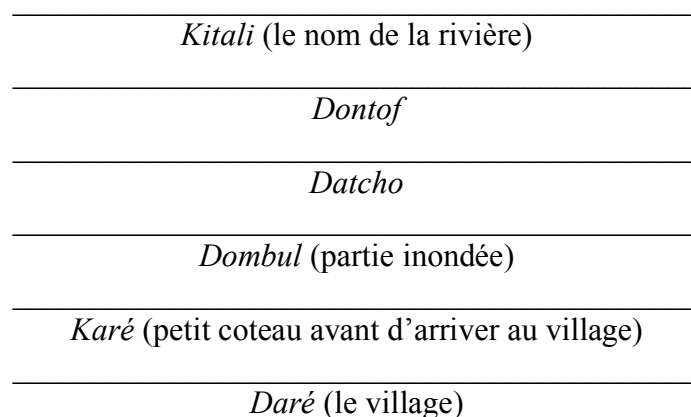 Kitali (le nom de la rivière)
Dontof
Datcho
Dombul (partie inondée)
Karé (petit coteau avant d'arriver au village)
Daré (le village)